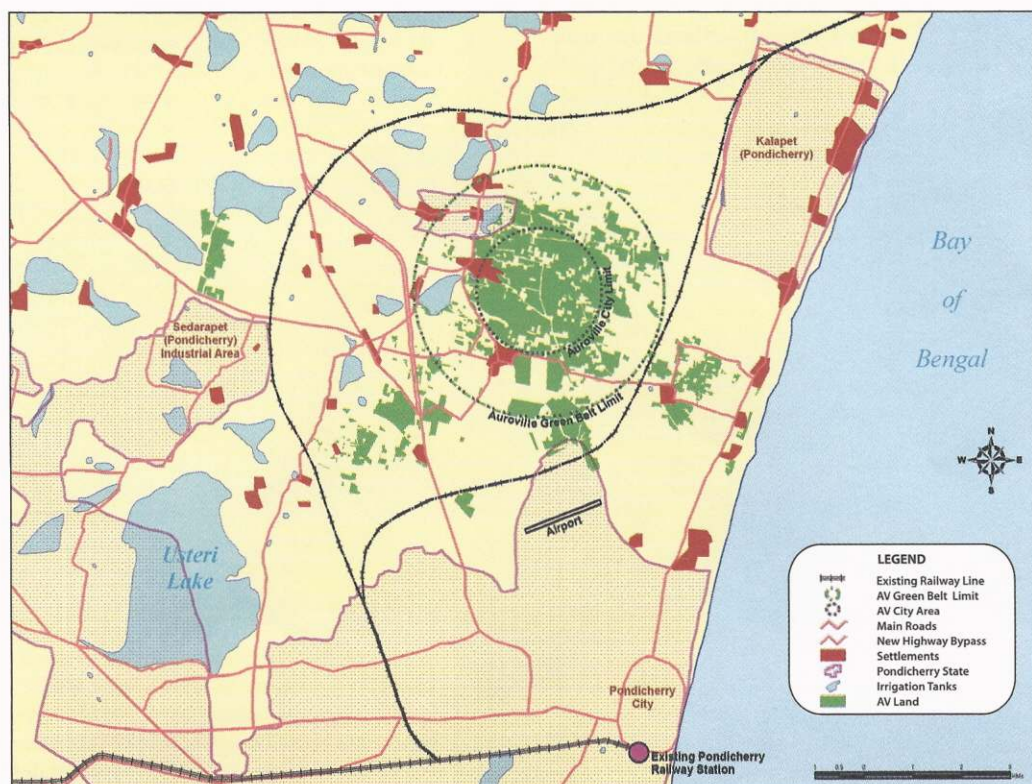 Kalapet
(Pondicherry)
Bay
of
Bengal
Auroville City Limit
Sedarapet
(Pondicherry)
Industrial Area
Auroville Green Belt Limit
N
W
E
S
Airport
Usteri
Lake
LEGEND
Existing Railway Line
AV Green Belt Limit
AV City Area
Main Roads
New Highway Bypass
Settlements
Pondicherry State
Irrigation Tanks
AV Land
Pondicherry
City
Existing Pondicherry
Railway Station